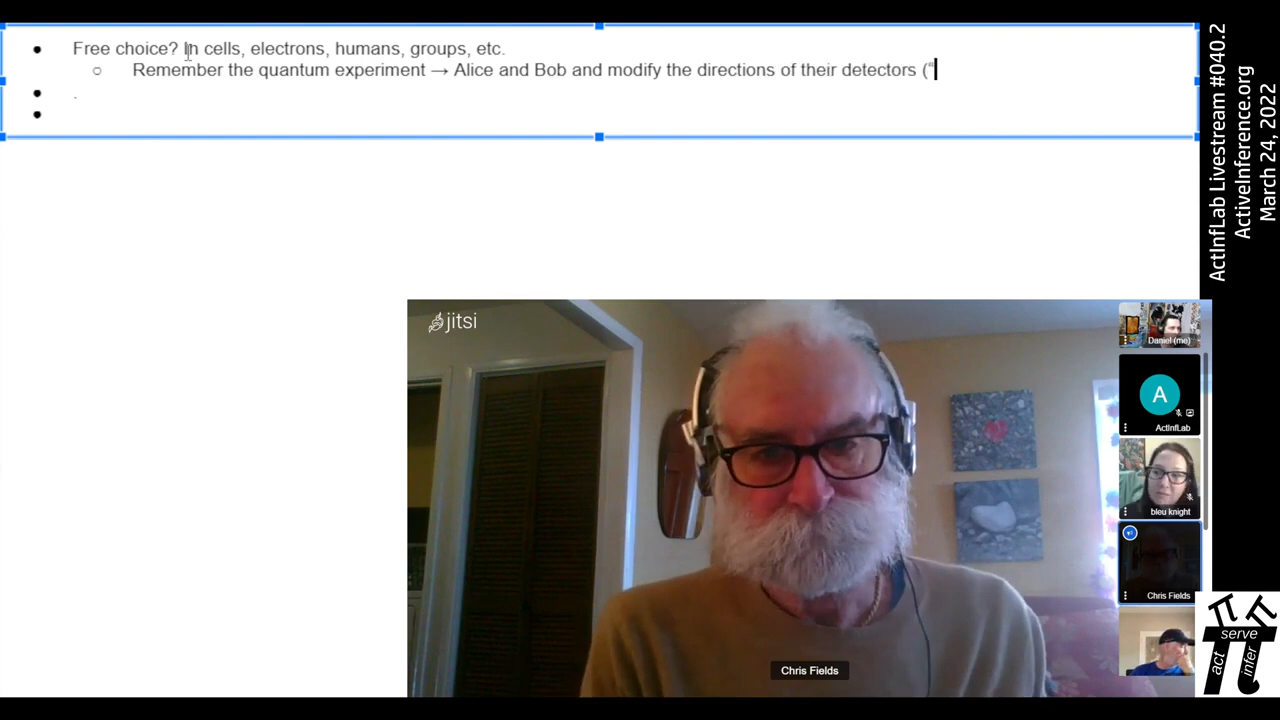 Free choice? In cells, electrons, humans, groups, etc.
Remember the quantum experiment → Alice and Bob and modify the directions of their detectors ("
.
jitsi
Daniel (me)
A
ActInfLab
bleu knight
Chris Fields
Chris Fields
ActInfLab Livestream #040.2
ActiveInference.org
March 24, 2022
act
serve
infer